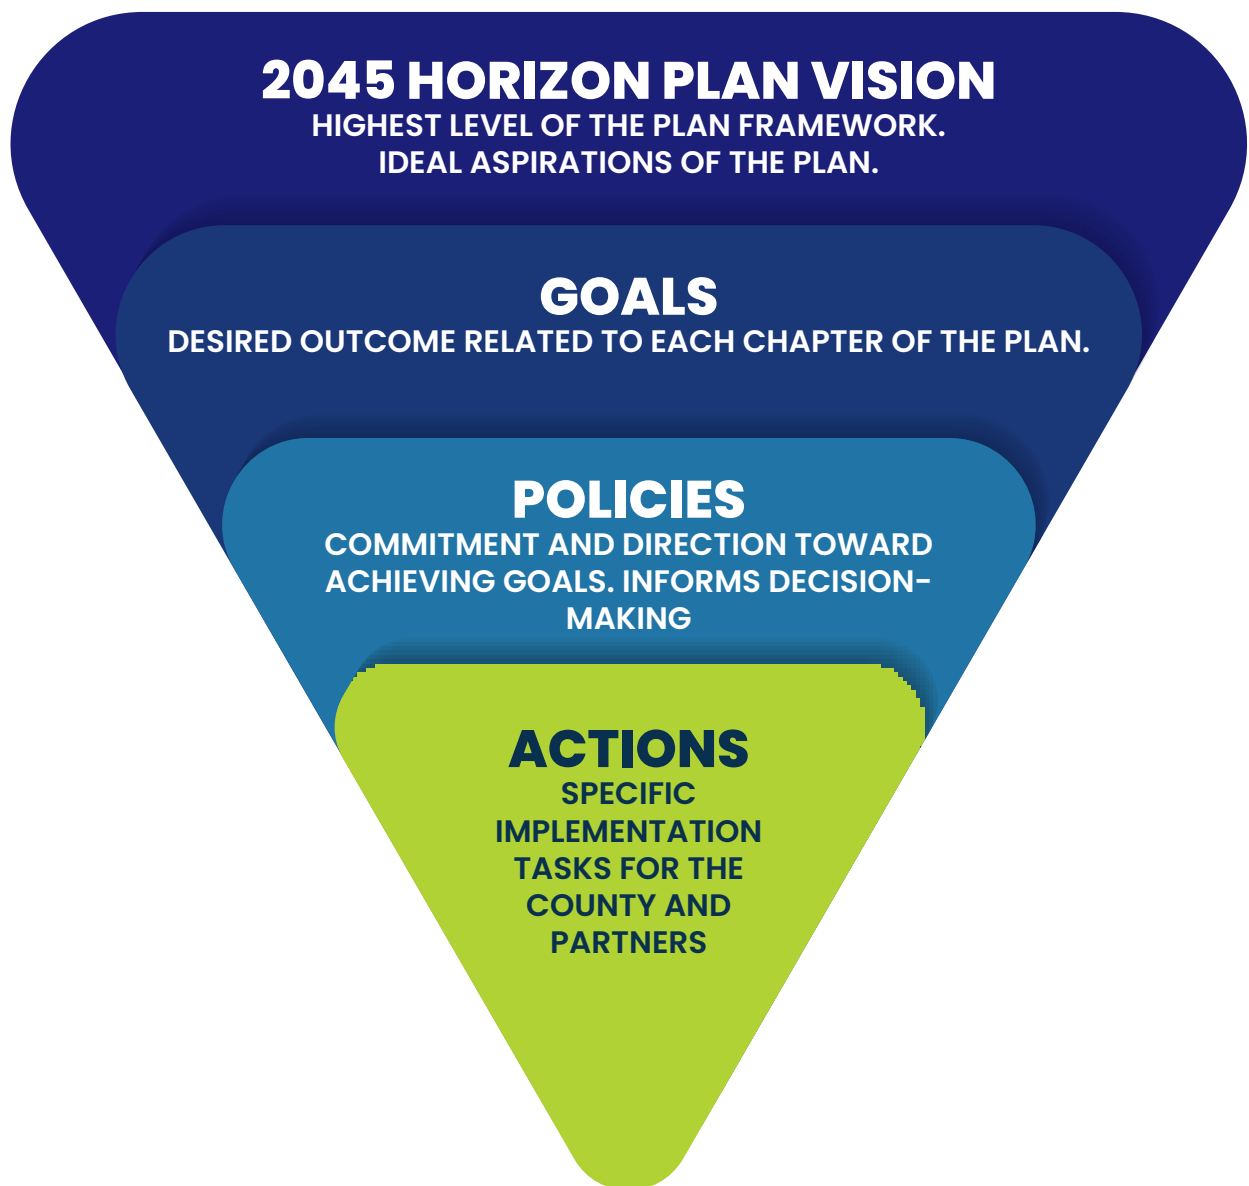 2045 HORIZON PLAN VISION
HIGHEST LEVEL OF THE PLAN FRAMEWORK.
IDEAL ASPIRATIONS OF THE PLAN.
GOALS
DESIRED OUTCOME RELATED TO EACH CHAPTER OF THE PLAN.
POLICIES
COMMITMENT AND DIRECTION TOWARD
ACHIEVING GOALS. INFORMS DECISION-
MAKING
ACTIONS
SPECIFIC
IMPLEMENTATION
TASKS FOR THE
COUNTY AND
PARTNERS